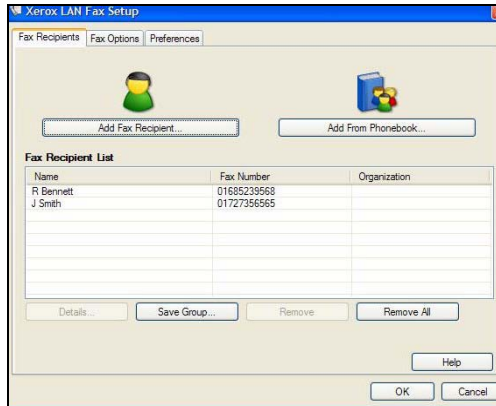 Xerox LAN Fax Setup
Fax Recipients Fax Options Preferences
Add Fax Recipient... Add From Phonebook...
Fax Recipient List
Name Fax Number Organization
R Bennett 01685239568
J Smith 01727356565
Details... Save Group... Remove Remove All
Help
OK Cancel